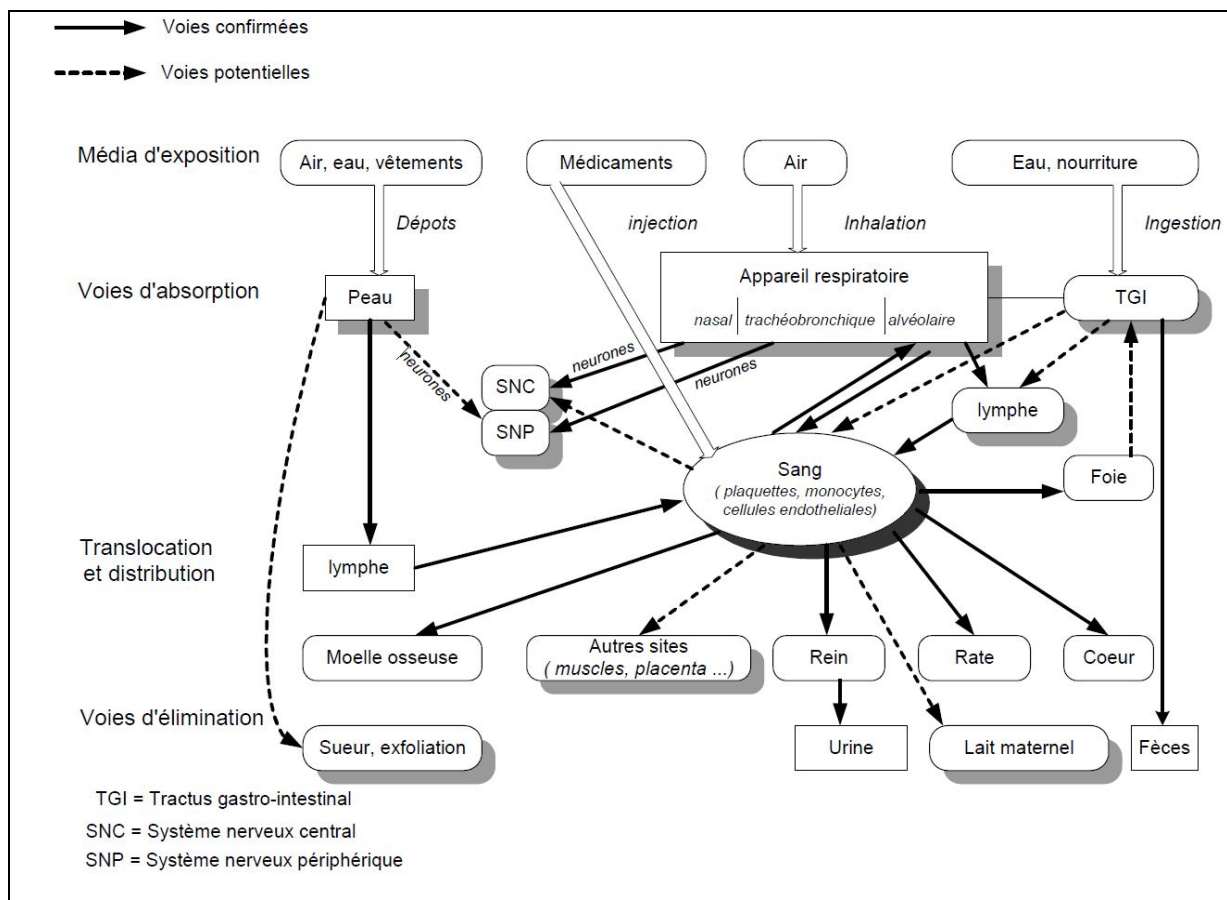 Voies confirmées
Voies potentielles
Média d'exposition
Air, eau, vêtements
Médicaments
Air
Eau, nourriture
Dépots
injection
Inhalation
Ingestion
Voies d'absorption
Peau
Appareil respiratoire
nasal
trachéobronchique
alvéolaire
TGI
neurones
neurones
neurones
SNC
SNP
lymphe
Sang
( plaquettes, monocytes,
cellules endotheliales)
Foie
Translocation
et distribution
lymphe
Moelle osseuse
Autres sites
( muscles, placenta ...)
Rein
Rate
Coeur
Voies d'élimination
Sueur, exfoliation
Urine
Lait maternel
Fèces
TGI = Tractus gastro-intestinal
SNC = Système nerveux central
SNP = Système nerveux périphérique